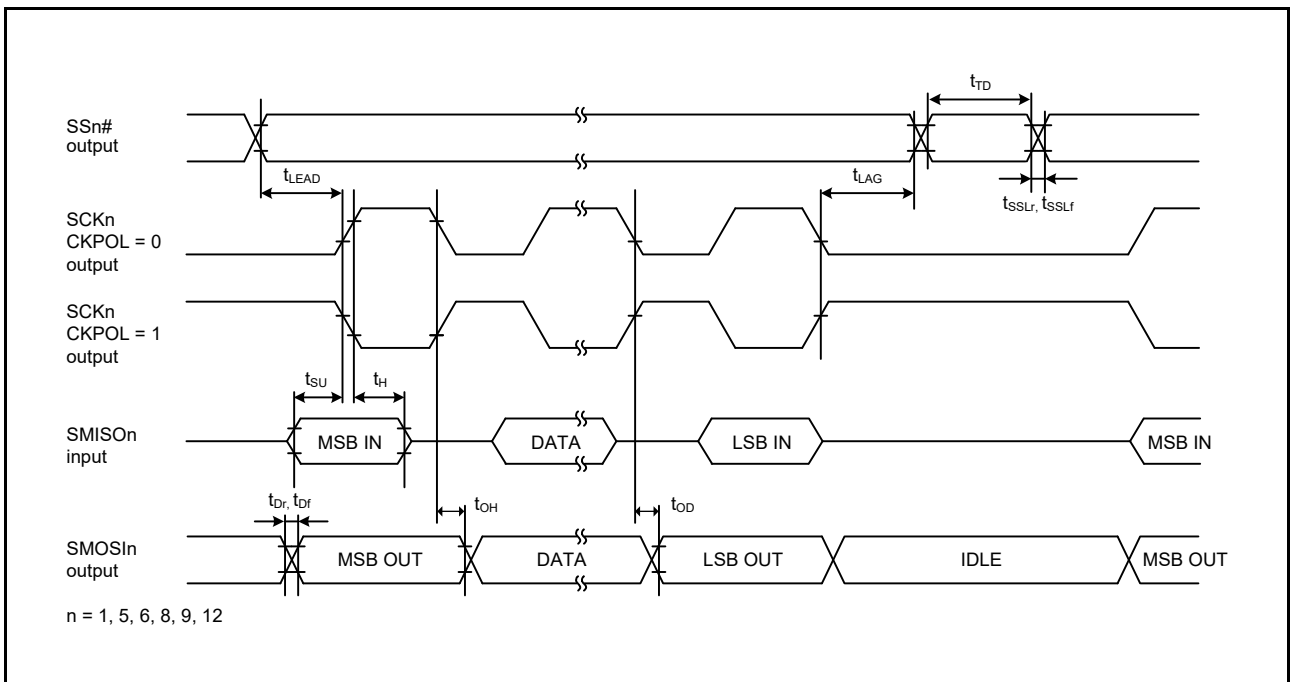 tTD
SSn#
output
tLEAD
tLAG
tSSLr, tSSLf
SCKn
CKPOL = 0
output
SCKn
CKPOL = 1
output
tSU
tH
SMISOn
input
MSB IN
DATA
LSB IN
MSB IN
tDr, tDf
tOH
tOD
SMOSIn
output
MSB OUT
DATA
LSB OUT
IDLE
MSB OUT
n = 1, 5, 6, 8, 9, 12